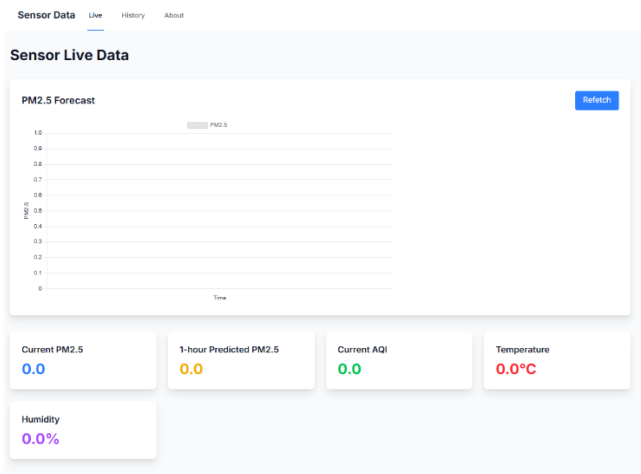 Sensor Data Live History About
Sensor Live Data
PM2.5 Forecast Refetch
PM2.5
1.0
0.9
0.8
0.7
0.6
0.5
0.4
0.3
0.2
0.1
0
PM2.5
Time
Current PM2.5 1-hour Predicted PM2.5 Current AQI Temperature
0.0 0.0 0.0 0.0°C
Humidity
0.0%